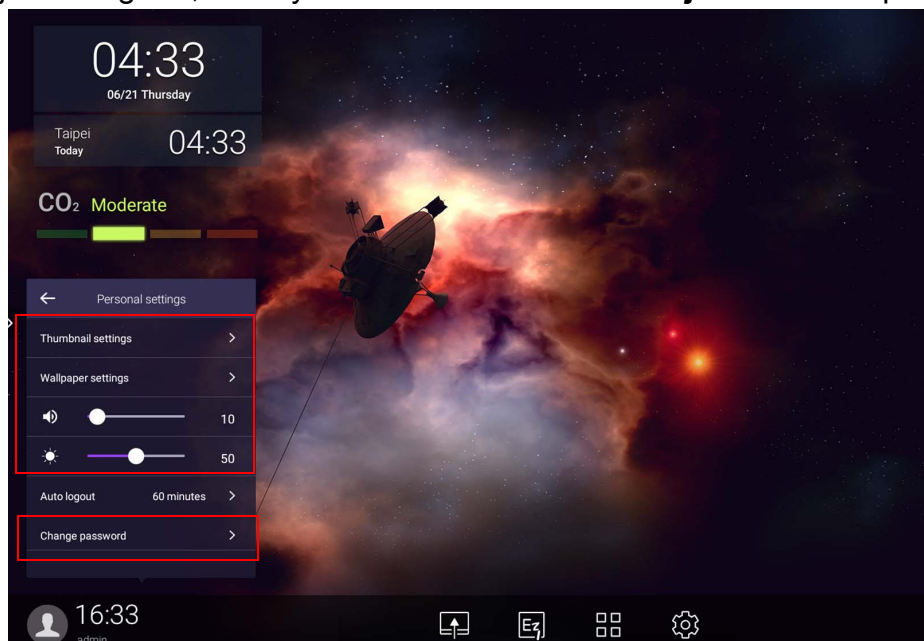 04:33
06/21 Thursday
Taipei
Today
04:33
CO₂ Moderate
Personal settings
Thumbnail settings
Wallpaper settings
10
50
Auto logout 60 minutes
Change password
16:33
admin